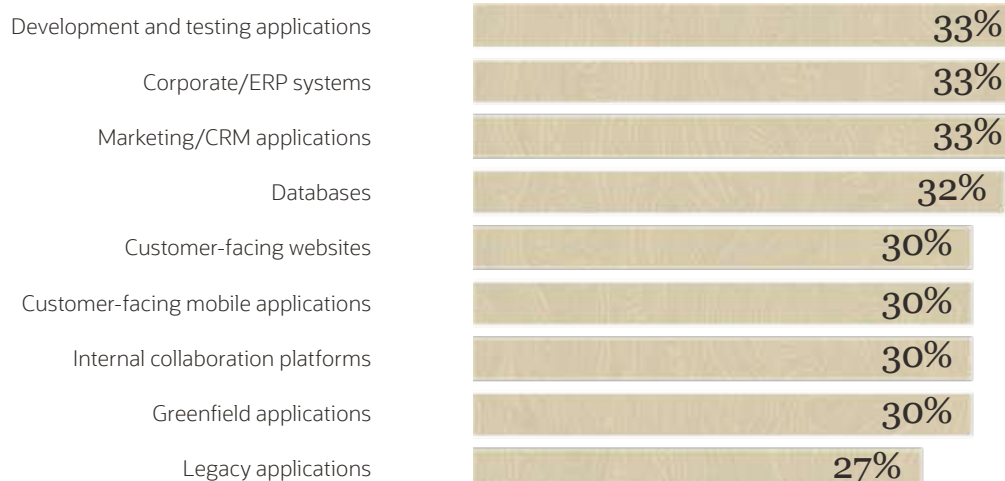 Development and testing applications 33%
Corporate/ERP systems 33%
Marketing/CRM applications 33%
Databases 32%
Customer-facing websites 30%
Customer-facing mobile applications 30%
Internal collaboration platforms 30%
Greenfield applications 30%
Legacy applications 27%